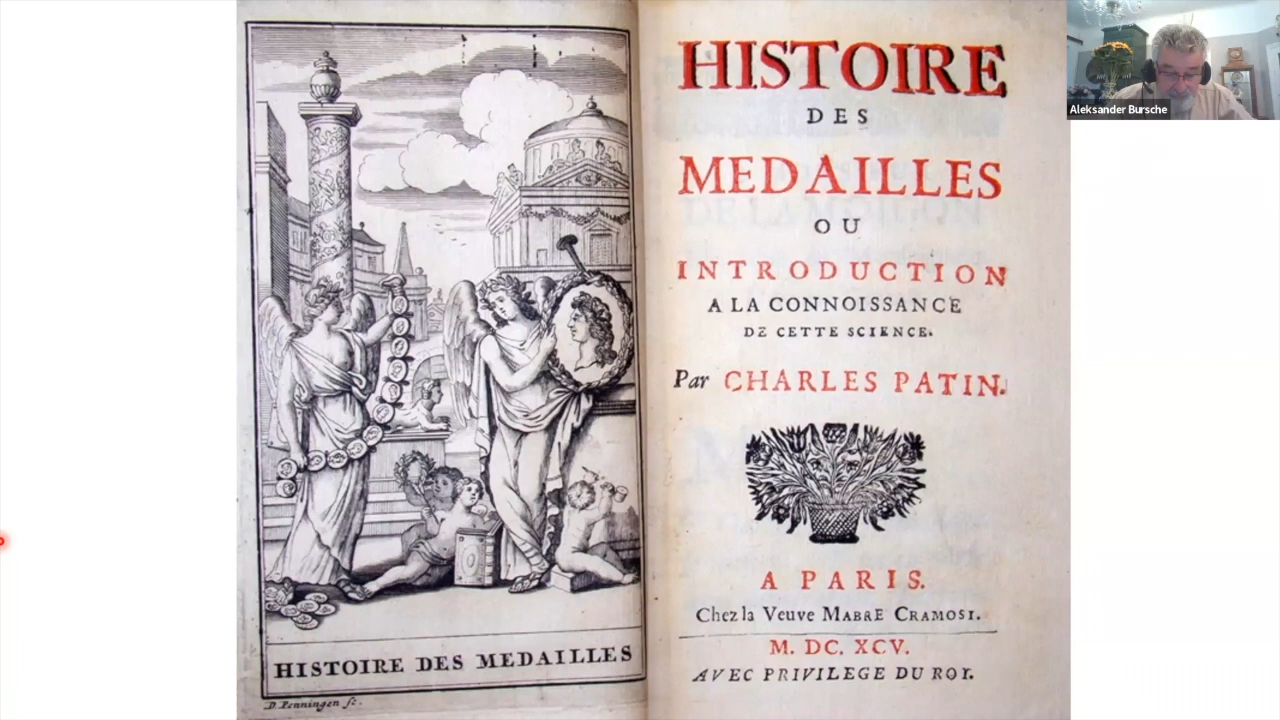 HISTOIRE DES MEDAILLES
D. Penningen fc.
HISTOIRE
DES
MEDAILLES
OU
INTRODUCTION
A LA CONNOISSANCE
DE CETTE SCIENCE.
Par CHARLES PATIN.
A PARIS.
Chez la Veuve MABRE CRAMOSI.
M. DC. XCV.
AVEC PRIVILEGE DU ROY.
Aleksander Bursche